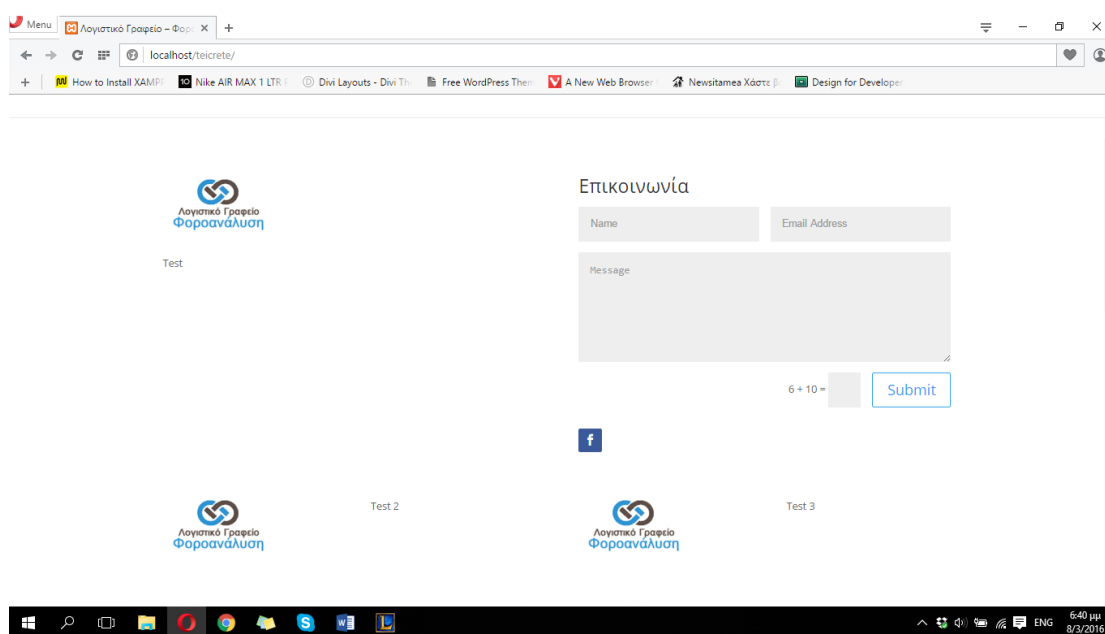 Menu
Λογιστικό Γραφείο – Φορο
localhost/teicrete/
How to Install XAMPP
10 Nike AIR MAX 1 LTR
D Divi Layouts - Divi Th
Free WordPress Them
A New Web Browser
Newsitamea Χάστε β
Design for Developer
Λογιστικό Γραφείο
Φοροανάλυση
Test
Επικοινωνία
Name
Email Address
Message
6 + 10 =
Submit
f
Λογιστικό Γραφείο
Φοροανάλυση
Test 2
Λογιστικό Γραφείο
Φοροανάλυση
Test 3
ENG
6:40 μμ
8/3/2016